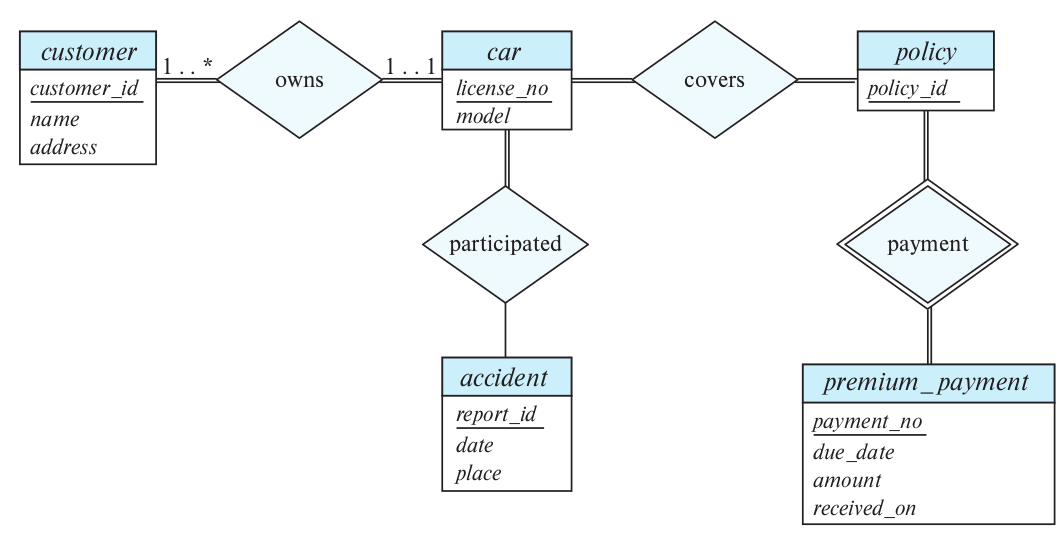 customer
customer_id
name
address
1 . . *
owns
1 . . 1
car
license_no
model
covers
policy
policy_id
participated
payment
accident
report_id
date
place
premium_payment
payment_no
due_date
amount
received_on